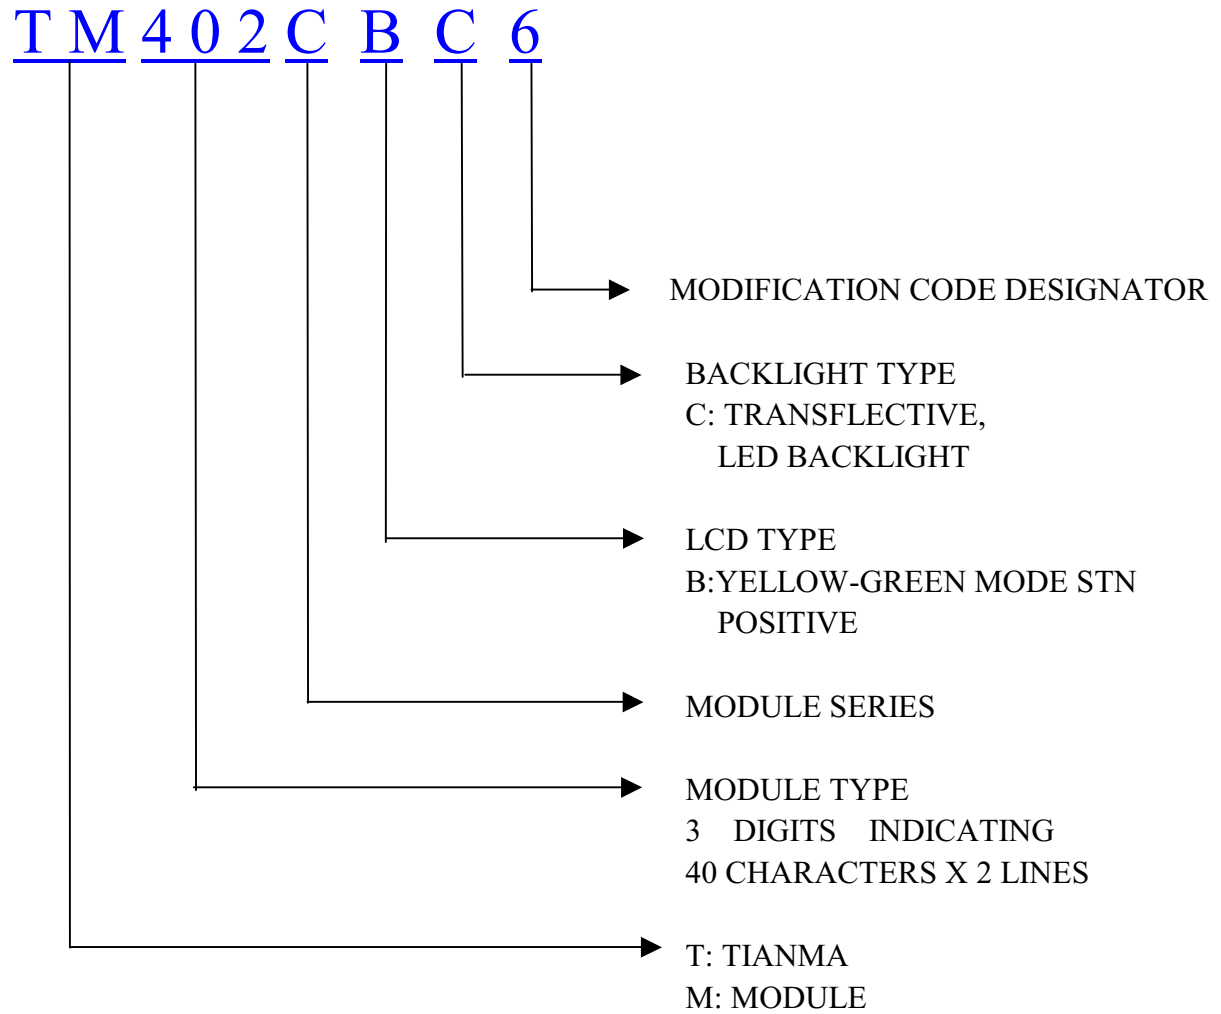 T M 4 0 2 C B C 6
MODIFICATION CODE DESIGNATOR
BACKLIGHT TYPE
C: TRANSFLECTIVE,
LED BACKLIGHT
LCD TYPE
B:YELLOW-GREEN MODE STN
POSITIVE
MODULE SERIES
MODULE TYPE
3 DIGITS INDICATING
40 CHARACTERS X 2 LINES
T: TIANMA
M: MODULE